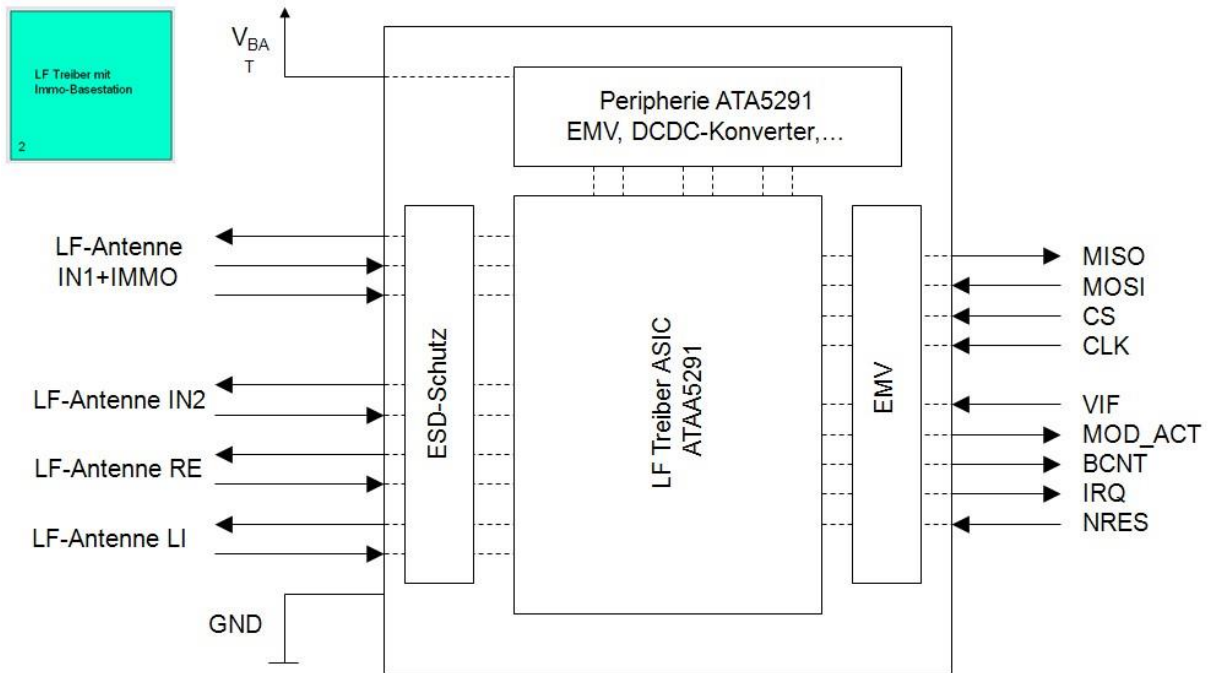 LF Treiber mit
Immo-Basestation
2
V_BA
T
Peripherie ATA5291
EMV, DCDC-Konverter,…
LF-Antenne
IN1+IMMO
LF-Antenne IN2
LF-Antenne RE
LF-Antenne LI
GND
ESD-Schutz
LF Treiber ASIC
ATAA5291
EMV
MISO
MOSI
CS
CLK
VIF
MOD_ACT
BCNT
IRQ
NRES